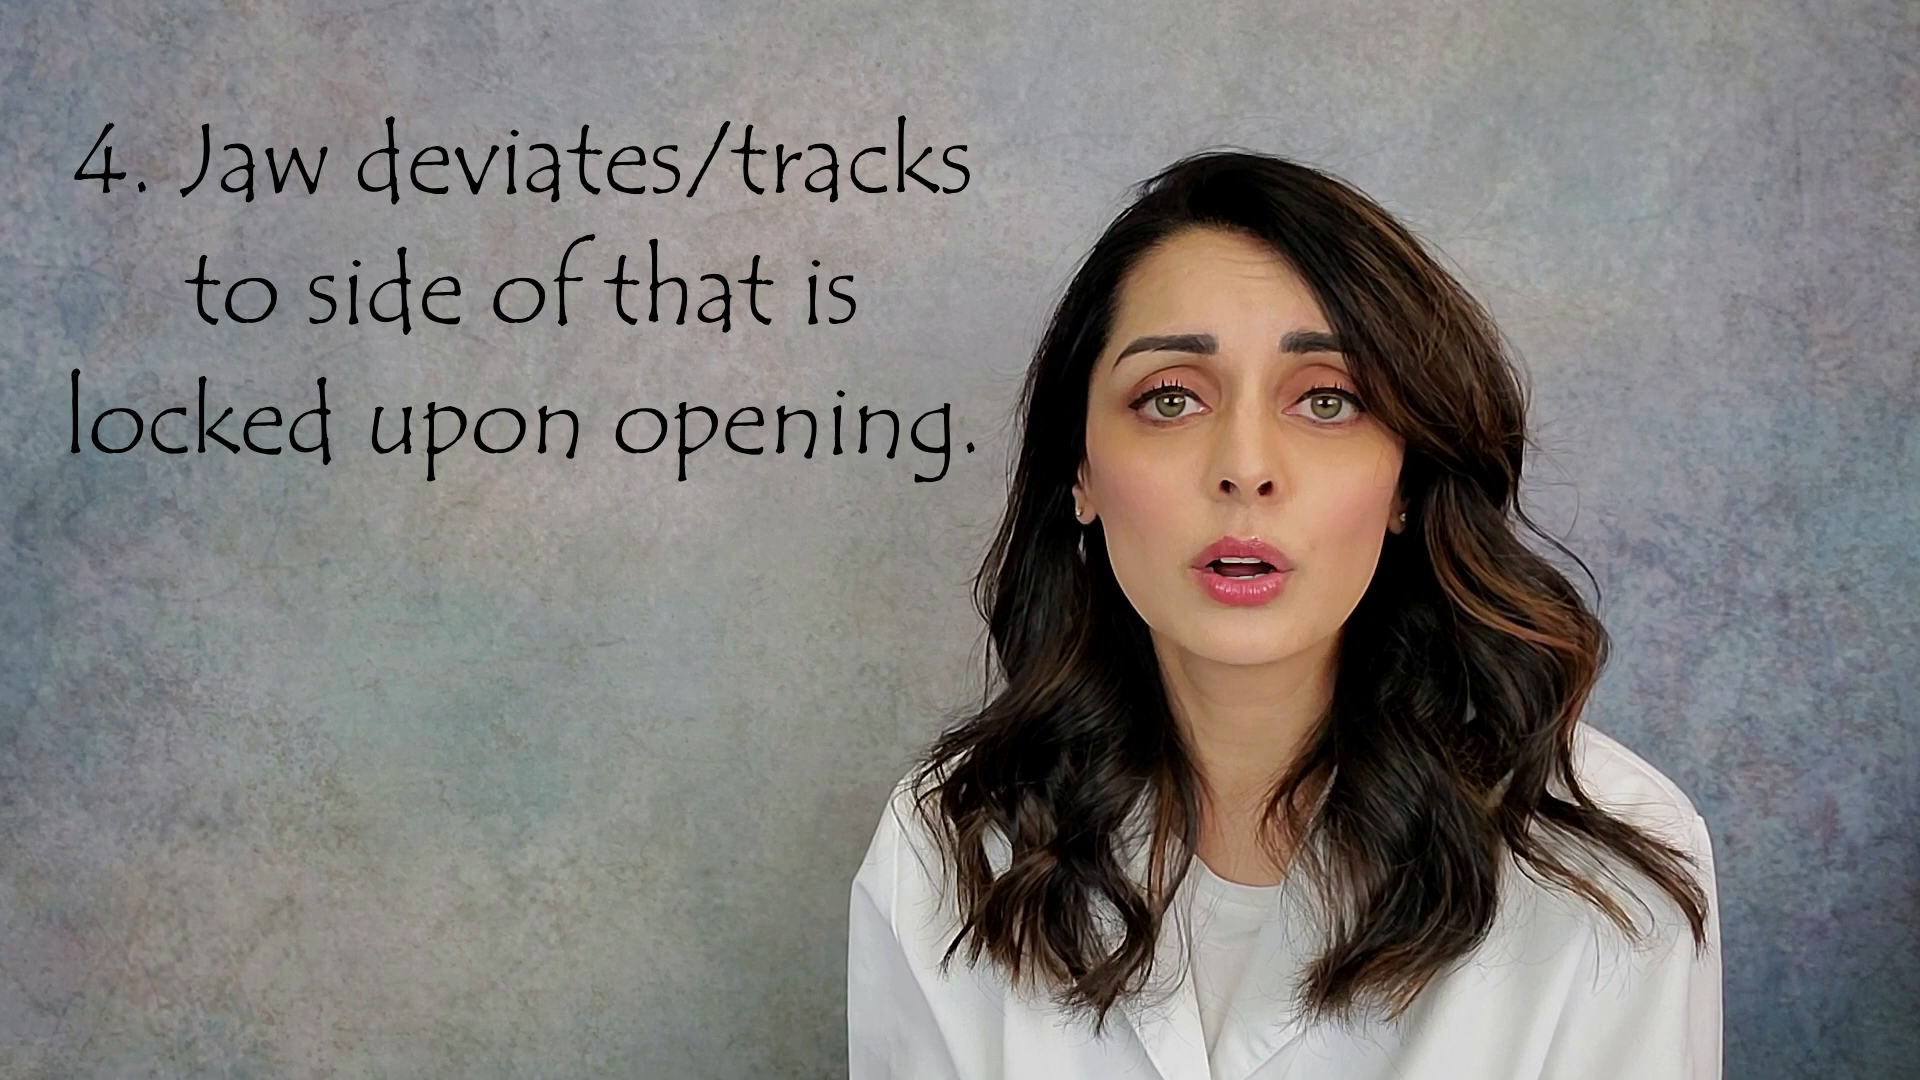 4. Jaw deviates/tracks
to side of that is
locked upon opening.